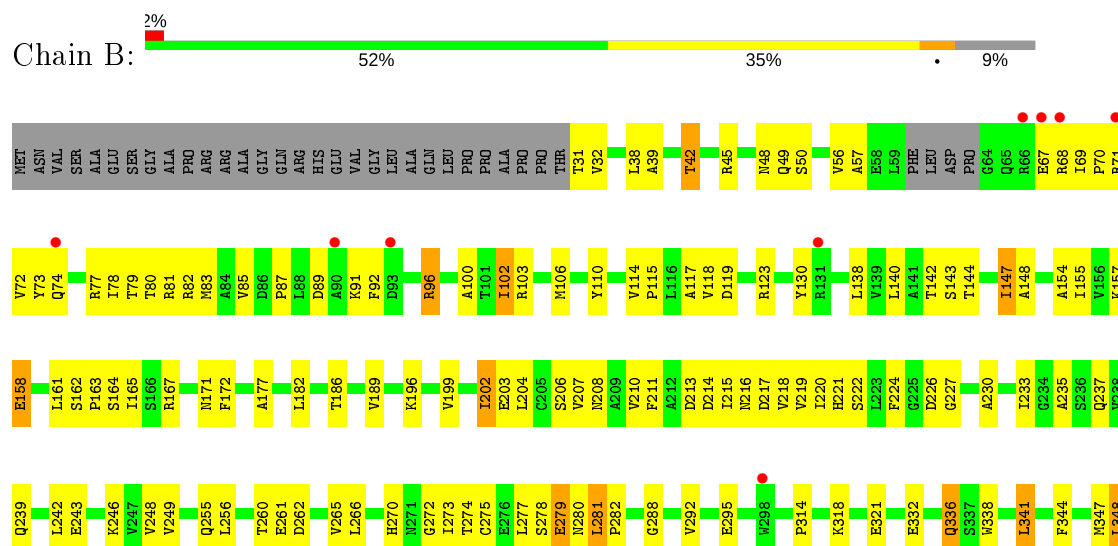 2%
Chain B:
52% 35% • 9%
MET ASN VAL SER ALA GLU SER GLY ALA PRO ARG ARG ALA GLY GLN ARG HIS GLU VAL GLY LEU ALA GLN LEU PRO PRO ALA PRO PRO THR T31 V32 L38 A39 T42 R45 N48 Q49 S50 V56 A57 E58 L59 PHE LEU ASP PRO G64 Q65 R66 E67 R68 I69 P70 R71
V72 Y73 Q74 R77 I78 T79 T80 R81 R82 M83 A84 V85 D86 P87 L88 D89 A90 K91 F92 D93 R96 A100 T101 I102 R103 M106 Y110 V114 P115 L116 A117 V118 D119 R123 Y130 R131 L138 V139 L140 A141 T142 S143 T144 I147 A148 A154 I155 V156 K157
E158 L161 S162 P163 S164 I165 S166 R167 N171 F172 A177 L182 T186 V189 K196 V199 I202 E203 L204 C205 S206 V207 N208 A209 V210 F211 A212 D213 D214 I215 N216 D217 V218 V219 I220 H221 S222 L223 F224 G225 D226 G227 A230 I233 G234 A235 S236 Q237 V238
Q239 L242 E243 K246 V247 V248 V249 Q255 L256 T260 E261 D262 V265 L266 H270 N271 G272 I273 T274 C275 E276 L277 S278 E279 N280 L281 P282 G288 V292 E295 W298 P314 K318 E321 E332 Q336 S337 W338 L341 F344 M347 L348